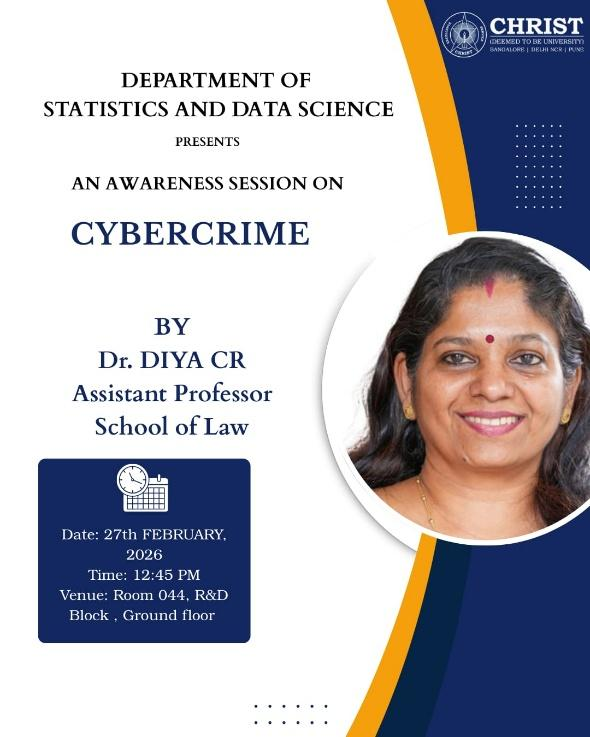 CHRIST
(DEEMED TO BE UNIVERSITY)
BANGALORE | DELHI NCR | PUNE
DEPARTMENT OF
STATISTICS AND DATA SCIENCE
PRESENTS
AN AWARENESS SESSION ON
CYBERCRIME
BY
Dr. DIYA CR
Assistant Professor
School of Law
Date: 27th FEBRUARY,
2026
Time: 12:45 PM
Venue: Room 044, R&D
Block , Ground floor